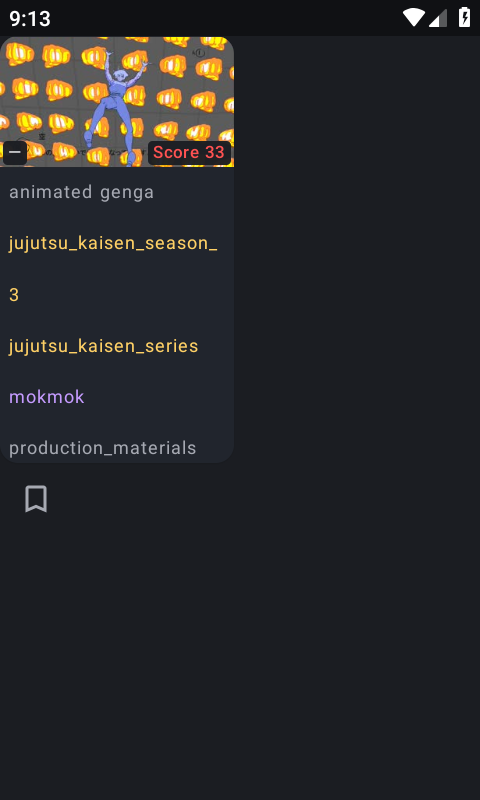 9:13
Score 33
animated genga
jujutsu_kaisen_season_
3
jujutsu_kaisen_series
mokmok
production_materials